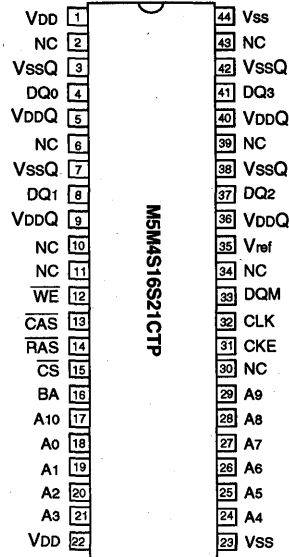 VDD 1 44 Vss
NC 2 43 NC
VssQ 3 42 VssQ
DQ0 4 41 DQ3
VDDQ 5 40 VDDQ
NC 6 39 NC
VssQ 7 38 VssQ
DQ1 8 37 DQ2
VDDQ 9 36 VDDQ
NC 10 35 Vref
NC 11 34 NC
WE 12 33 DQM
CAS 13 32 CLK
RAS 14 31 CKE
CS 15 30 NC
BA 16 29 A9
A10 17 28 A8
A0 18 27 A7
A1 19 26 A6
A2 20 25 A5
A3 21 24 A4
VDD 22 23 VSS
M5M4S16S21CTP